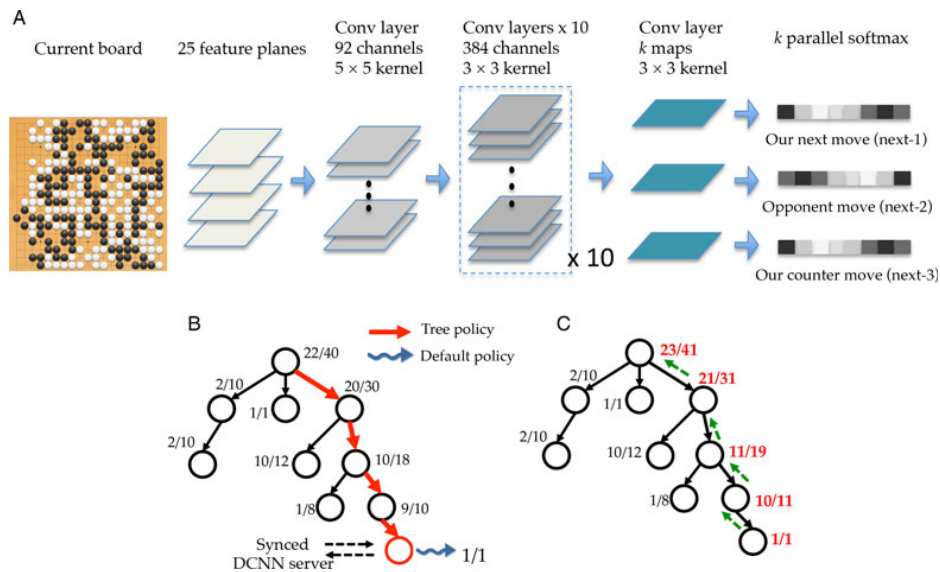 A
Current board
25 feature planes
Conv layer
92 channels
5 × 5 kernel
Conv layers x 10
384 channels
3 × 3 kernel
Conv layer
k maps
3 × 3 kernel
k parallel softmax
Our next move (next-1)
Opponent move (next-2)
Our counter move (next-3)
x 10
B
Tree policy
Default policy
22/40
2/10
20/30
1/1
2/10
10/12
10/18
1/8
9/10
Synced
DCNN server
1/1
C
23/41
2/10
21/31
1/1
2/10
10/12
11/19
1/8
10/11
1/1